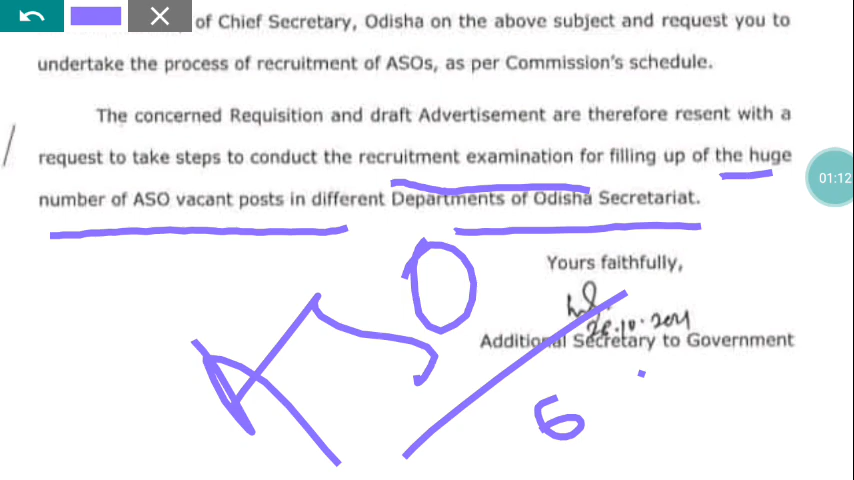 of Chief Secretary, Odisha on the above subject and request you to
undertake the process of recruitment of ASOs, as per Commission's schedule.
The concerned Requisition and draft Advertisement are therefore resent with a
request to take steps to conduct the recruitment examination for filling up of the huge
number of ASO vacant posts in different Departments of Odisha Secretariat.
01:12
Yours faithfully,
Additional Secretary to Government
ASO
6